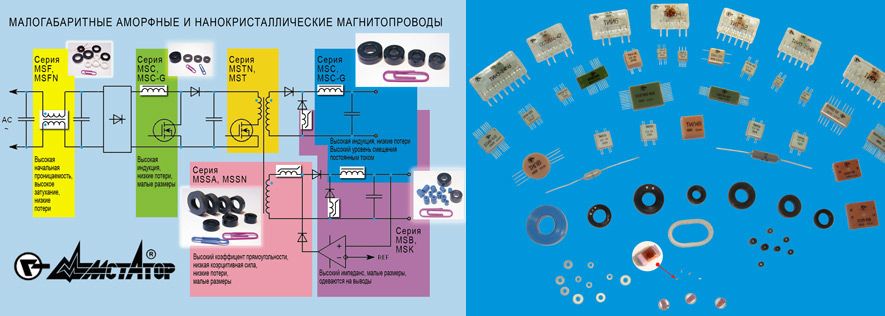 МАЛОГАБАРИТНЫЕ АМОРФНЫЕ И НАНОКРИСТАЛЛИЧЕСКИЕ МАГНИТОПРОВОДЫ
Серия
MSF,
MSFN
Серия
MSC,
MSC-G
Серия
MSTN,
MST
Серия
MSC,
MSC-G
AC
~
Высокая
начальная
проницаемость,
высокое
затухание,
низкие
потери
Высокая
индукция,
низкие потери,
малые размеры
Высокая индукция, низкие потери
Высокий уровень смещения
постоянным током
Серия
MSSA, MSSN
Высокий коэффициент прямоугольности,
низкая коэрцитивная сила,
низкие потери,
малые размеры
Серия
MSB,
MSK
REF
Высокий импеданс, малые размеры,
одеваются на выводы
МСТАТОР
®